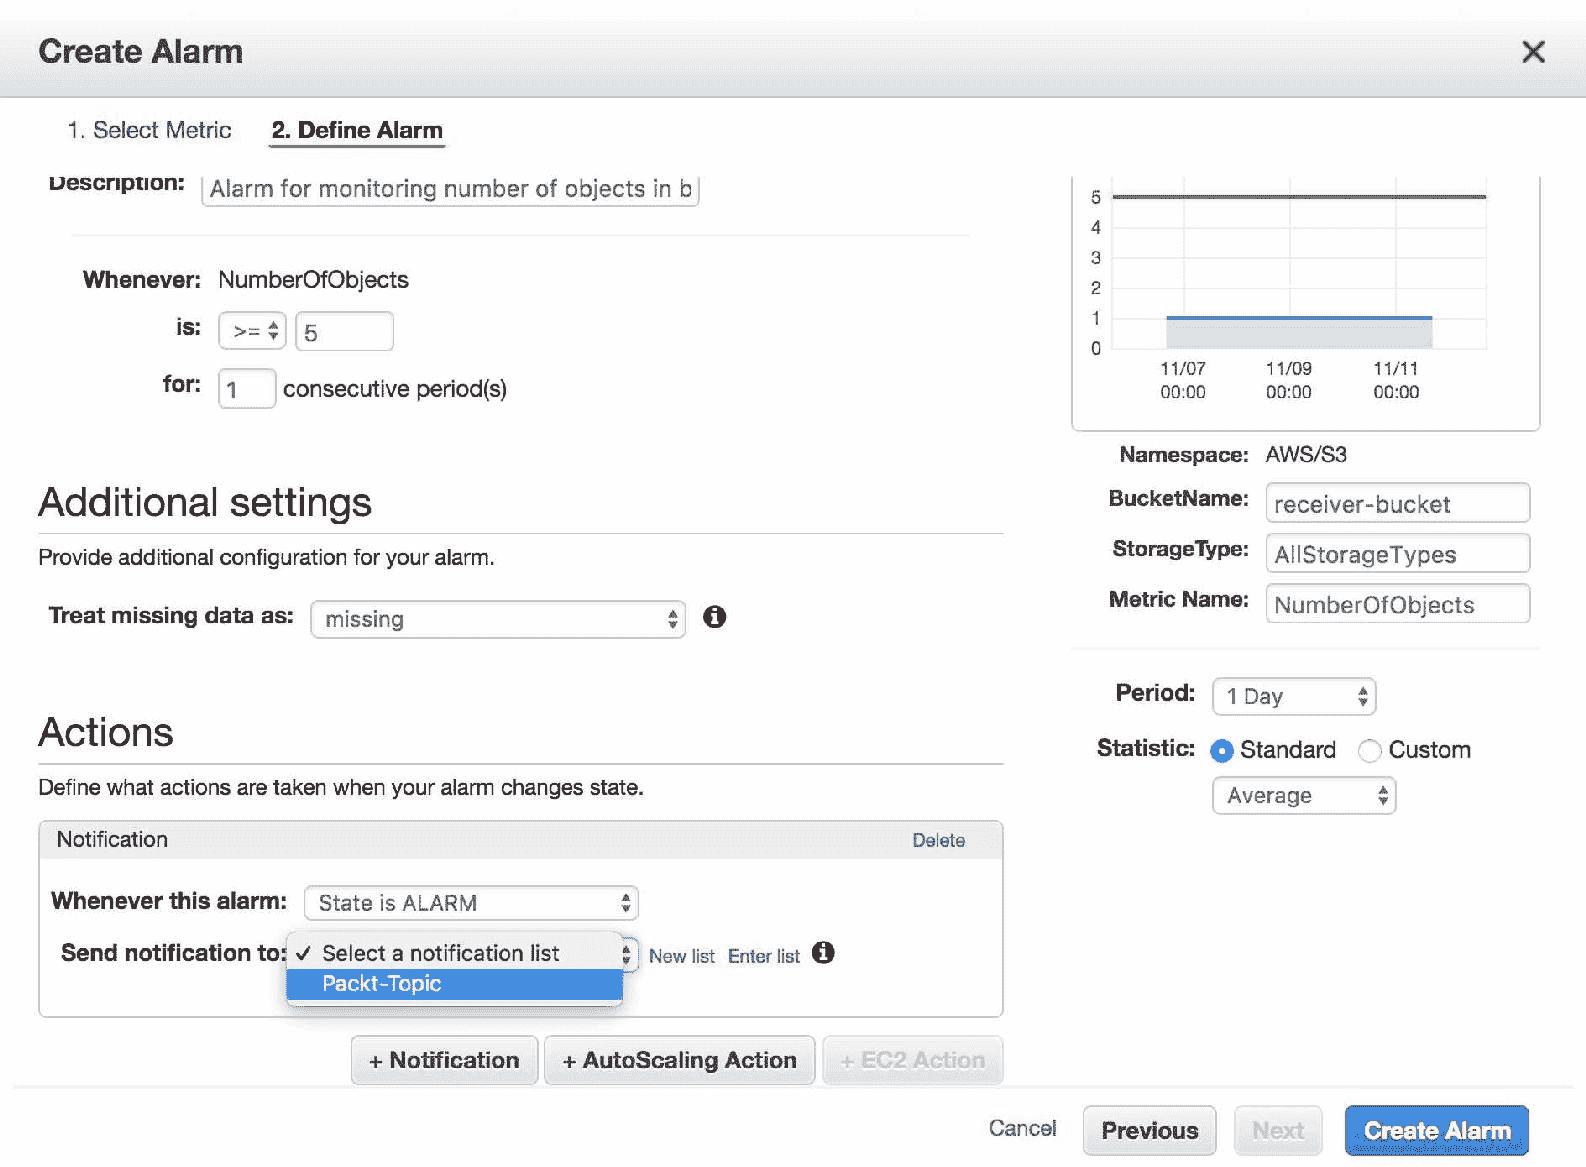 Create Alarm
1. Select Metric 2. Define Alarm
Description: Alarm for monitoring number of objects in b
Whenever: NumberOfObjects
is: >= 5
for: 1 consecutive period(s)
Additional settings
Provide additional configuration for your alarm.
Treat missing data as: missing
Actions
Define what actions are taken when your alarm changes state.
Notification Delete
Whenever this alarm: State is ALARM
Send notification to: ✓ Select a notification list New list Enter list
Packt-Topic
+ Notification + AutoScaling Action + EC2 Action
5
4
3
2
1
0
11/07 11/09 11/11
00:00 00:00 00:00
Namespace: AWS/S3
BucketName: receiver-bucket
StorageType: AllStorageTypes
Metric Name: NumberOfObjects
Period: 1 Day
Statistic: Standard Custom
Average
Cancel Previous Next Create Alarm